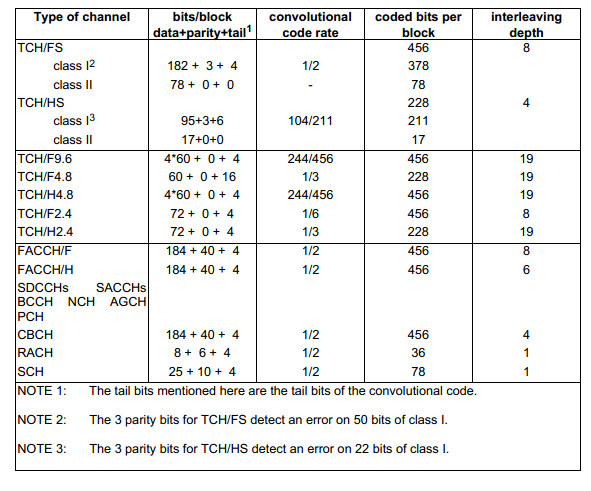 Type of channel bits/block data+parity+tail1 convolutional code rate coded bits per block interleaving depth
TCH/FS 456 8
class I2 182 + 3 + 4 1/2 378
class II 78 + 0 + 0 - 78
TCH/HS 228 4
class I3 95+3+6 104/211 211
class II 17+0+0 17
TCH/F9.6 4*60 + 0 + 4 244/456 456 19
TCH/F4.8 60 + 0 + 16 1/3 228 19
TCH/H4.8 4*60 + 0 + 4 244/456 456 19
TCH/F2.4 72 + 0 + 4 1/6 456 8
TCH/H2.4 72 + 0 + 4 1/3 228 19
FACCH/F 184 + 40 + 4 1/2 456 8
FACCH/H 184 + 40 + 4 1/2 456 6
SDCCHs SACCHs
BCCH NCH AGCH
PCH
CBCH 184 + 40 + 4 1/2 456 4
RACH 8 + 6 + 4 1/2 36 1
SCH 25 + 10 + 4 1/2 78 1
NOTE 1: The tail bits mentioned here are the tail bits of the convolutional code.
NOTE 2: The 3 parity bits for TCH/FS detect an error on 50 bits of class I.
NOTE 3: The 3 parity bits for TCH/HS detect an error on 22 bits of class I.